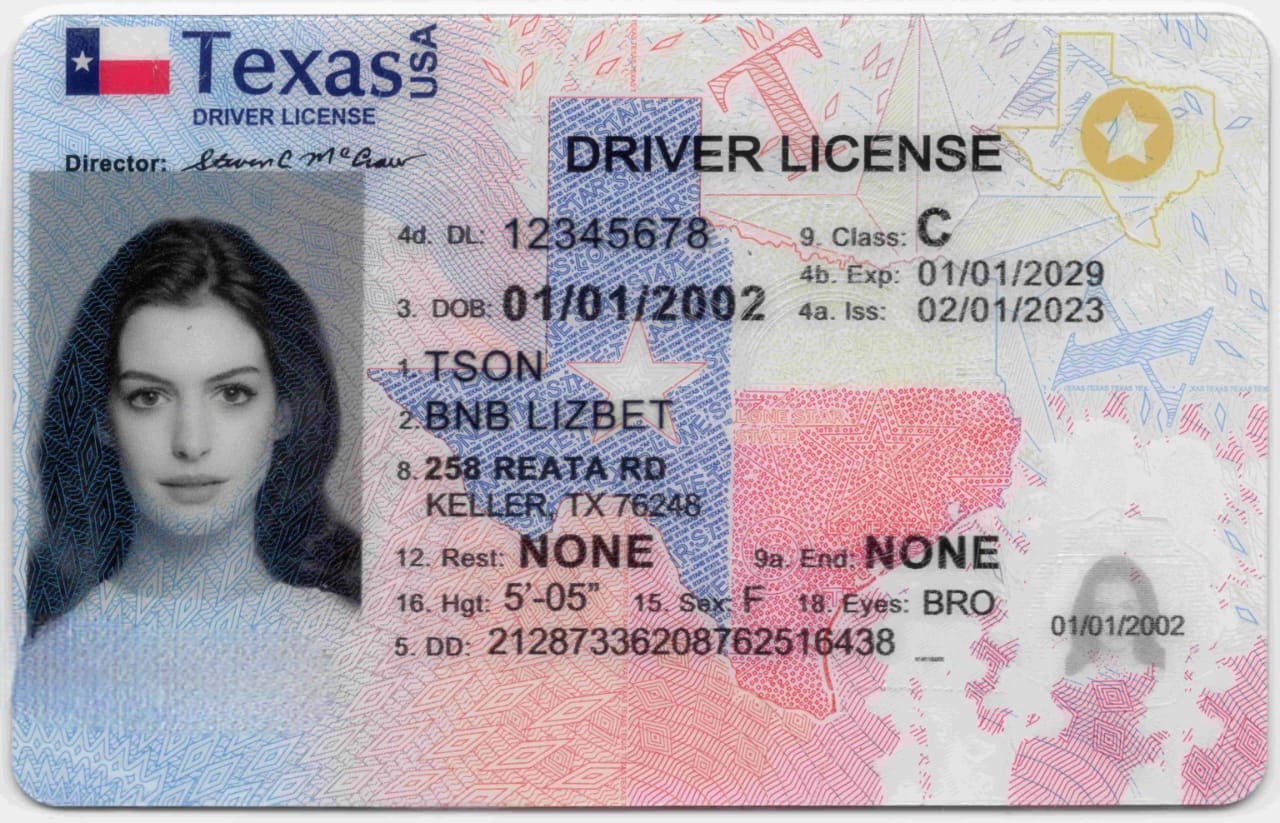 Texas USA
DRIVER LICENSE
Director: Steven C McCraw
DRIVER LICENSE
4d. DL: 12345678
9. Class: C
4b. Exp: 01/01/2029
3. DOB: 01/01/2002
4a. Iss: 02/01/2023
1. TSON
2. BNB LIZBET
8. 258 REATA RD
KELLER, TX 76248
12. Rest: NONE
9a. End: NONE
16. Hgt: 5'-05” 15. Sex: F 18. Eyes: BRO
01/01/2002
5. DD: 21287336208762516438
LONE STAR
STATE
TEXAS TEXAS TEXAS TEXAS